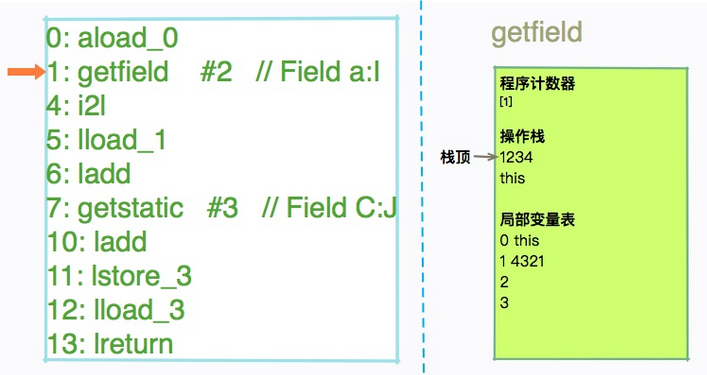 0: aload_0
1: getfield #2 // Field a:I
4: i2l
5: lload_1
6: ladd
7: getstatic #3 // Field C:J
10: ladd
11: lstore_3
12: lload_3
13: lreturn
getfield
程序计数器
[1]
操作栈
栈顶
1234
this
局部变量表
0 this
1 4321
2
3